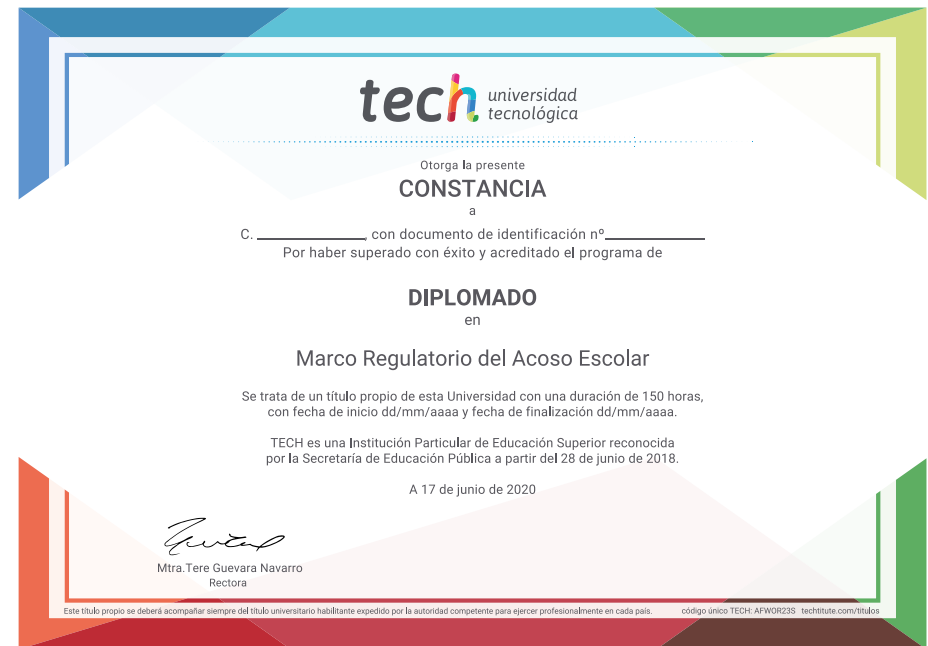 tech universidad
tecnológica
Otorga la presente
CONSTANCIA
a
C. ______________, con documento de identificación nº_____________
Por haber superado con éxito y acreditado el programa de
DIPLOMADO
en
Marco Regulatorio del Acoso Escolar
Se trata de un título propio de esta Universidad con una duración de 150 horas,
con fecha de inicio dd/mm/aaaa y fecha de finalización dd/mm/aaaa.
TECH es una Institución Particular de Educación Superior reconocida
por la Secretaría de Educación Pública a partir del 28 de junio de 2018.
A 17 de junio de 2020
Mtra.Tere Guevara Navarro
Rectora
Este título propio se deberá acompañar siempre del título universitario habilitante expedido por la autoridad competente para ejercer profesionalmente en cada país. código único TECH: AFWOR23S techtitute.com/titulos